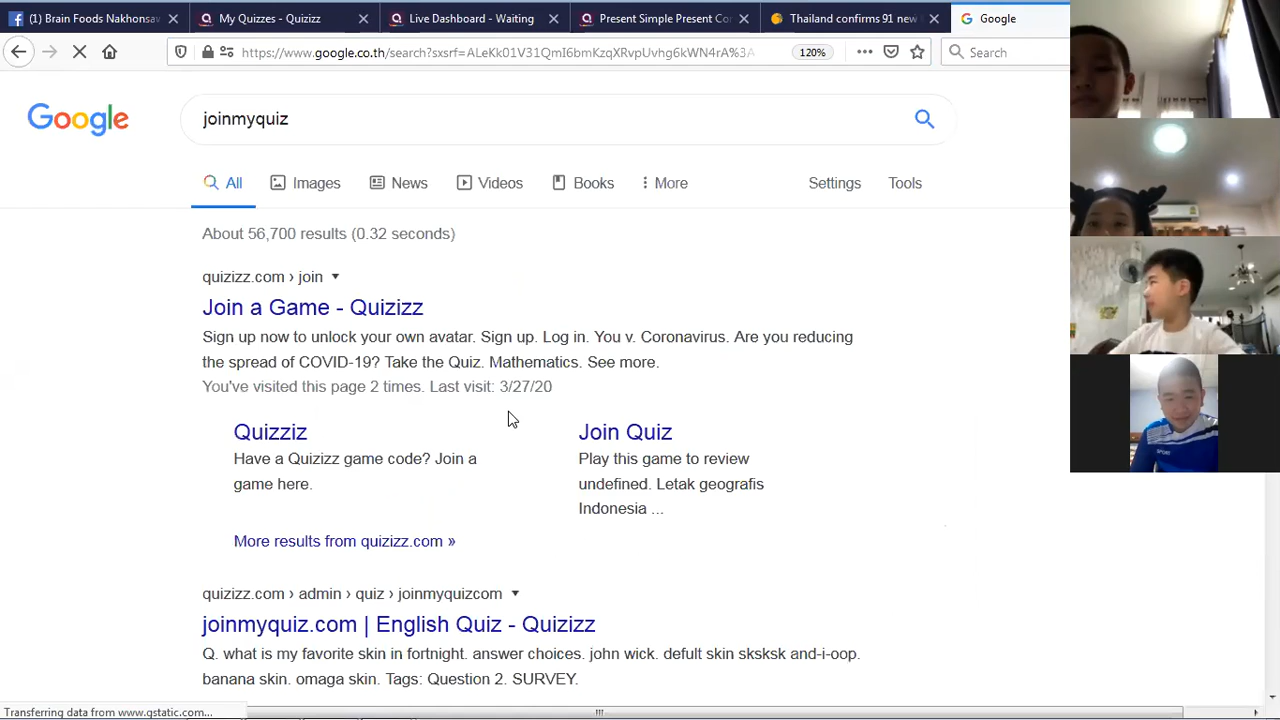 (1) Brain Foods Nakhonsaw
My Quizzes - Quizizz
Live Dashboard - Waiting
Present Simple Present Co
Thailand confirms 91 new
Google
https://www.google.co.th/search?sxsrf=ALeKk01V31QmI6bmKzqXRvpUvhg6kWN4rA%3A
120%
Search
Google
joinmyquiz
All
Images
News
Videos
Books
More
Settings
Tools
About 56,700 results (0.32 seconds)
quizizz.com › join
Join a Game - Quizizz
Sign up now to unlock your own avatar. Sign up. Log in. You v. Coronavirus. Are you reducing
the spread of COVID-19? Take the Quiz. Mathematics. See more.
You've visited this page 2 times. Last visit: 3/27/20
Quizziz
Have a Quizizz game code? Join a
game here.
Join Quiz
Play this game to review
undefined. Letak geografis
Indonesia ...
More results from quizizz.com »
quizizz.com › admin › quiz › joinmyquizcom
joinmyquiz.com | English Quiz - Quizizz
Q. what is my favorite skin in fortnight. answer choices. john wick. defult skin sksksk and-i-oop.
banana skin. omaga skin. Tags: Question 2. SURVEY.
Transferring data from www.gstatic.com...
SPORT